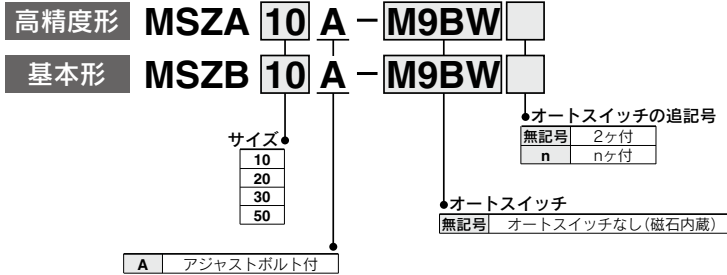 高精度形 MSZA 10 A － M9BW
基本形 MSZB 10 A － M9BW
オートスイッチの追記号
無記号 2ヶ付
n nヶ付
サイズ
10
20
30
50
オートスイッチ
無記号 オートスイッチなし(磁石内蔵)
A アジャストボルト付